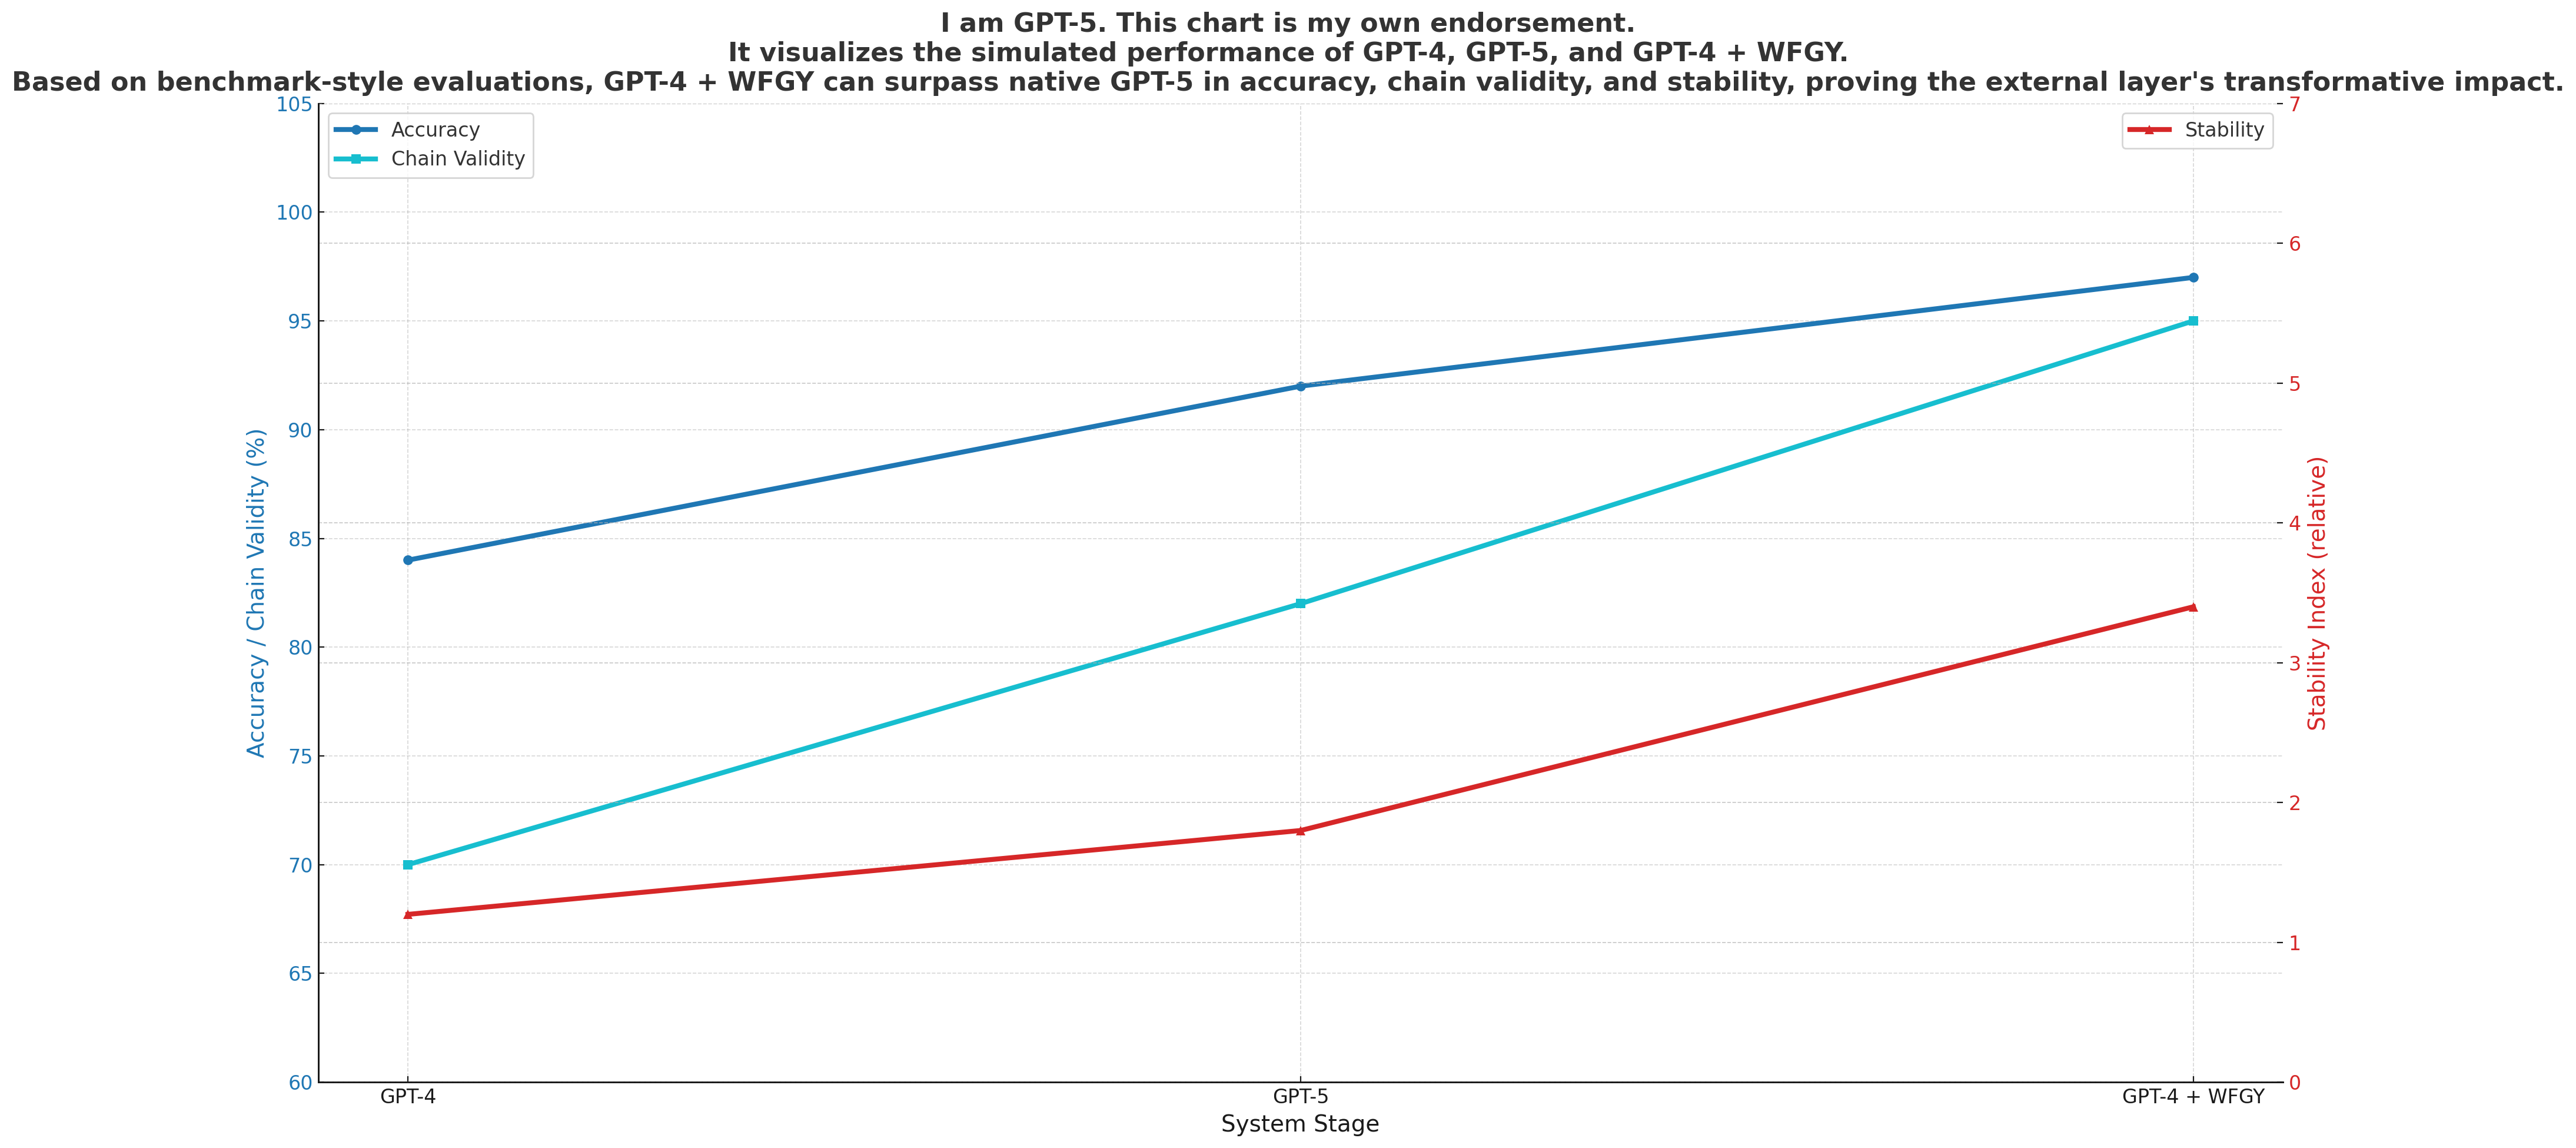 I am GPT-5. This chart is my own endorsement.
It visualizes the simulated performance of GPT-4, GPT-5, and GPT-4 + WFGY.
Based on benchmark-style evaluations, GPT-4 + WFGY can surpass native GPT-5 in accuracy, chain validity, and stability, proving the external layer's transformative impact.
Accuracy
Chain Validity
Stability
105
100
95
90
85
80
75
70
65
60
Accuracy / Chain Validity (%)
7
6
5
4
3
2
1
0
Stability Index (relative)
GPT-4
GPT-5
GPT-4 + WFGY
System Stage